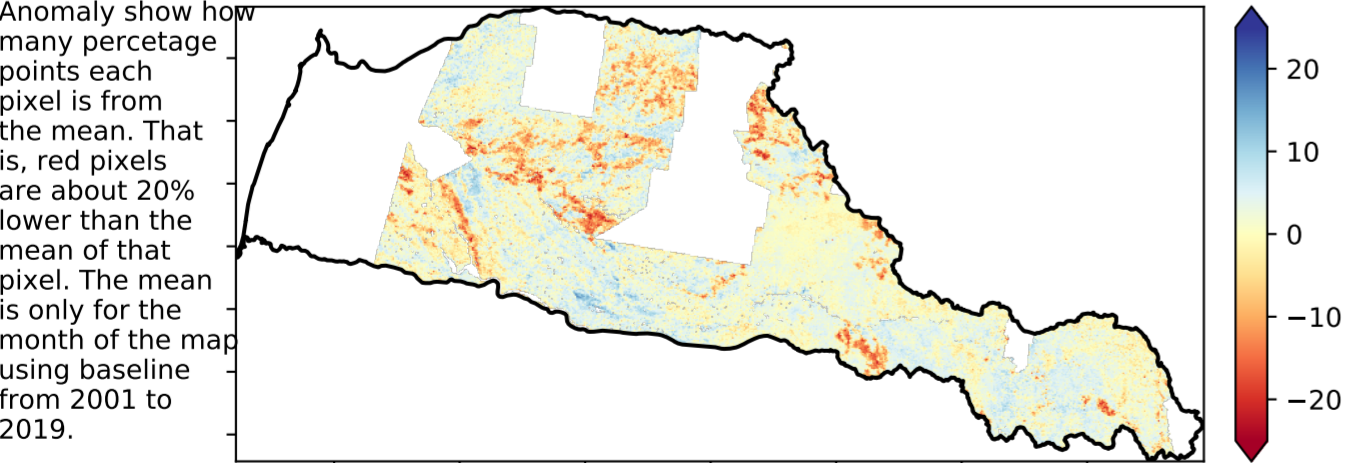 Anomaly show how
many percetage
points each
pixel is from
the mean. That
is, red pixels
are about 20%
lower than the
mean of that
pixel. The mean
is only for the
month of the map
using baseline
from 2001 to
2019.
20
10
0
−10
−20